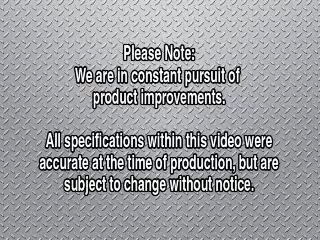 Please Note:
We are in constant pursuit of
product improvements.
All specifications within this video were
accurate at the time of production, but are
subject to change without notice.